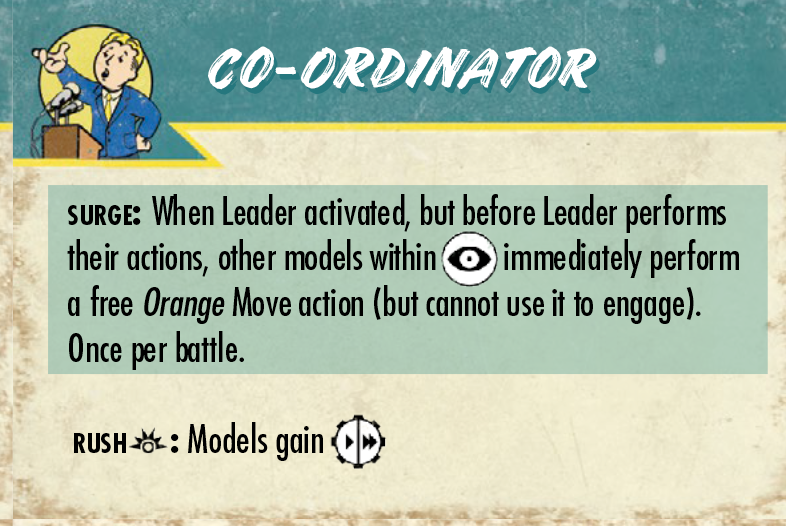 CO-ORDINATOR
SURGE: When Leader activated, but before Leader performs
their actions, other models within immediately perform
a free Orange Move action (but cannot use it to engage).
Once per battle.
RUSH: Models gain